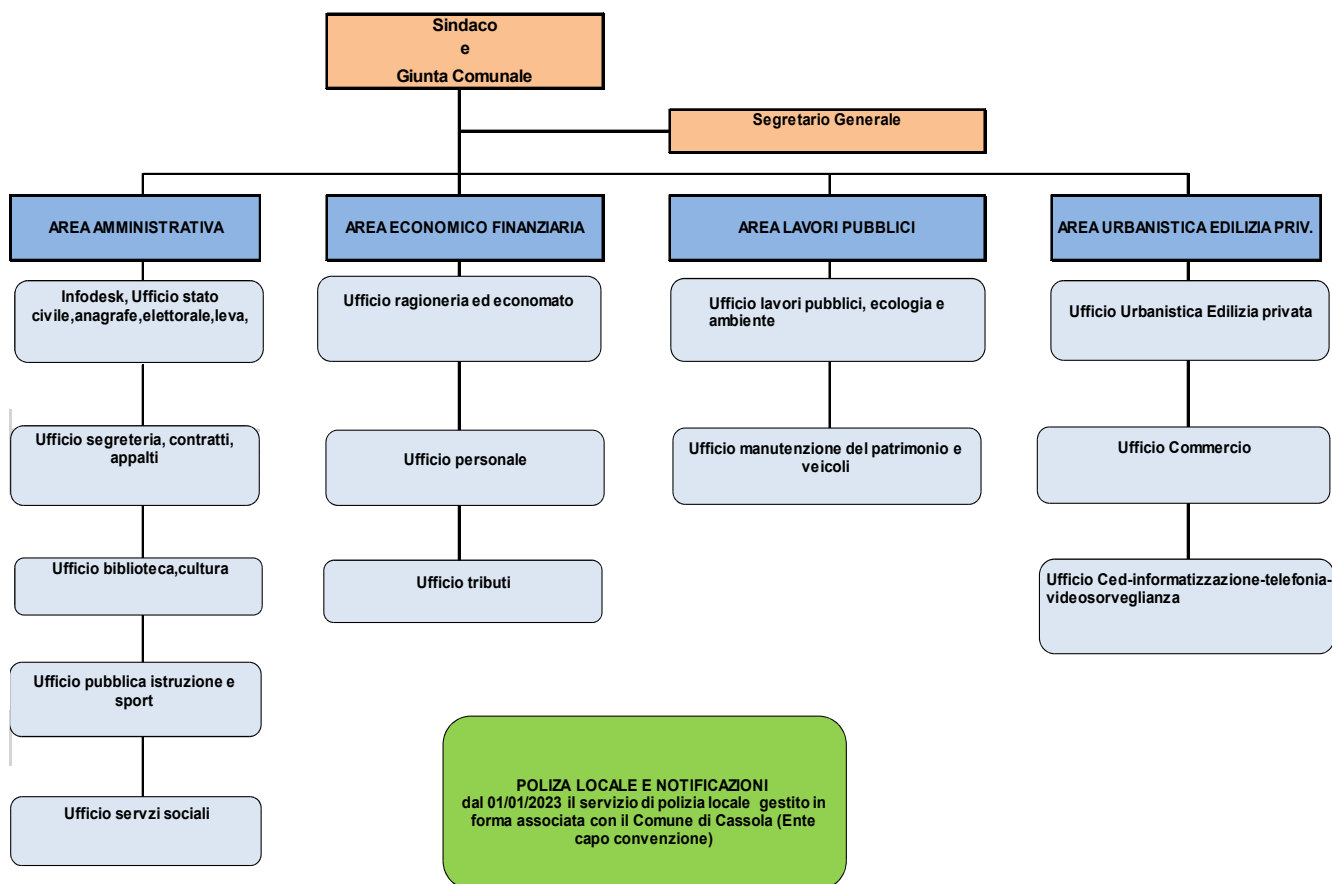 Sindaco
e
Giunta Comunale
Segretario Generale
AREA AMMINISTRATIVA
AREA ECONOMICO FINANZIARIA
AREA LAVORI PUBBLICI
AREA URBANISTICA EDILIZIA PRIV.
Infodesk, Ufficio stato
civile,anagrafe,elettorale,leva,
Ufficio ragioneria ed economato
Ufficio lavori pubblici, ecologia e
ambiente
Ufficio Urbanistica Edilizia privata
Ufficio segreteria, contratti,
appalti
Ufficio personale
Ufficio manutenzione del patrimonio e
veicoli
Ufficio Commercio
Ufficio biblioteca,cultura
Ufficio tributi
Ufficio Ced-informatizzazione-telefonia-
videosorveglianza
Ufficio pubblica istruzione e
sport
Ufficio servzi sociali
POLIZA LOCALE E NOTIFICAZIONI
dal 01/01/2023 il servizio di polizia locale gestito in
forma associata con il Comune di Cassola (Ente
capo convenzione)